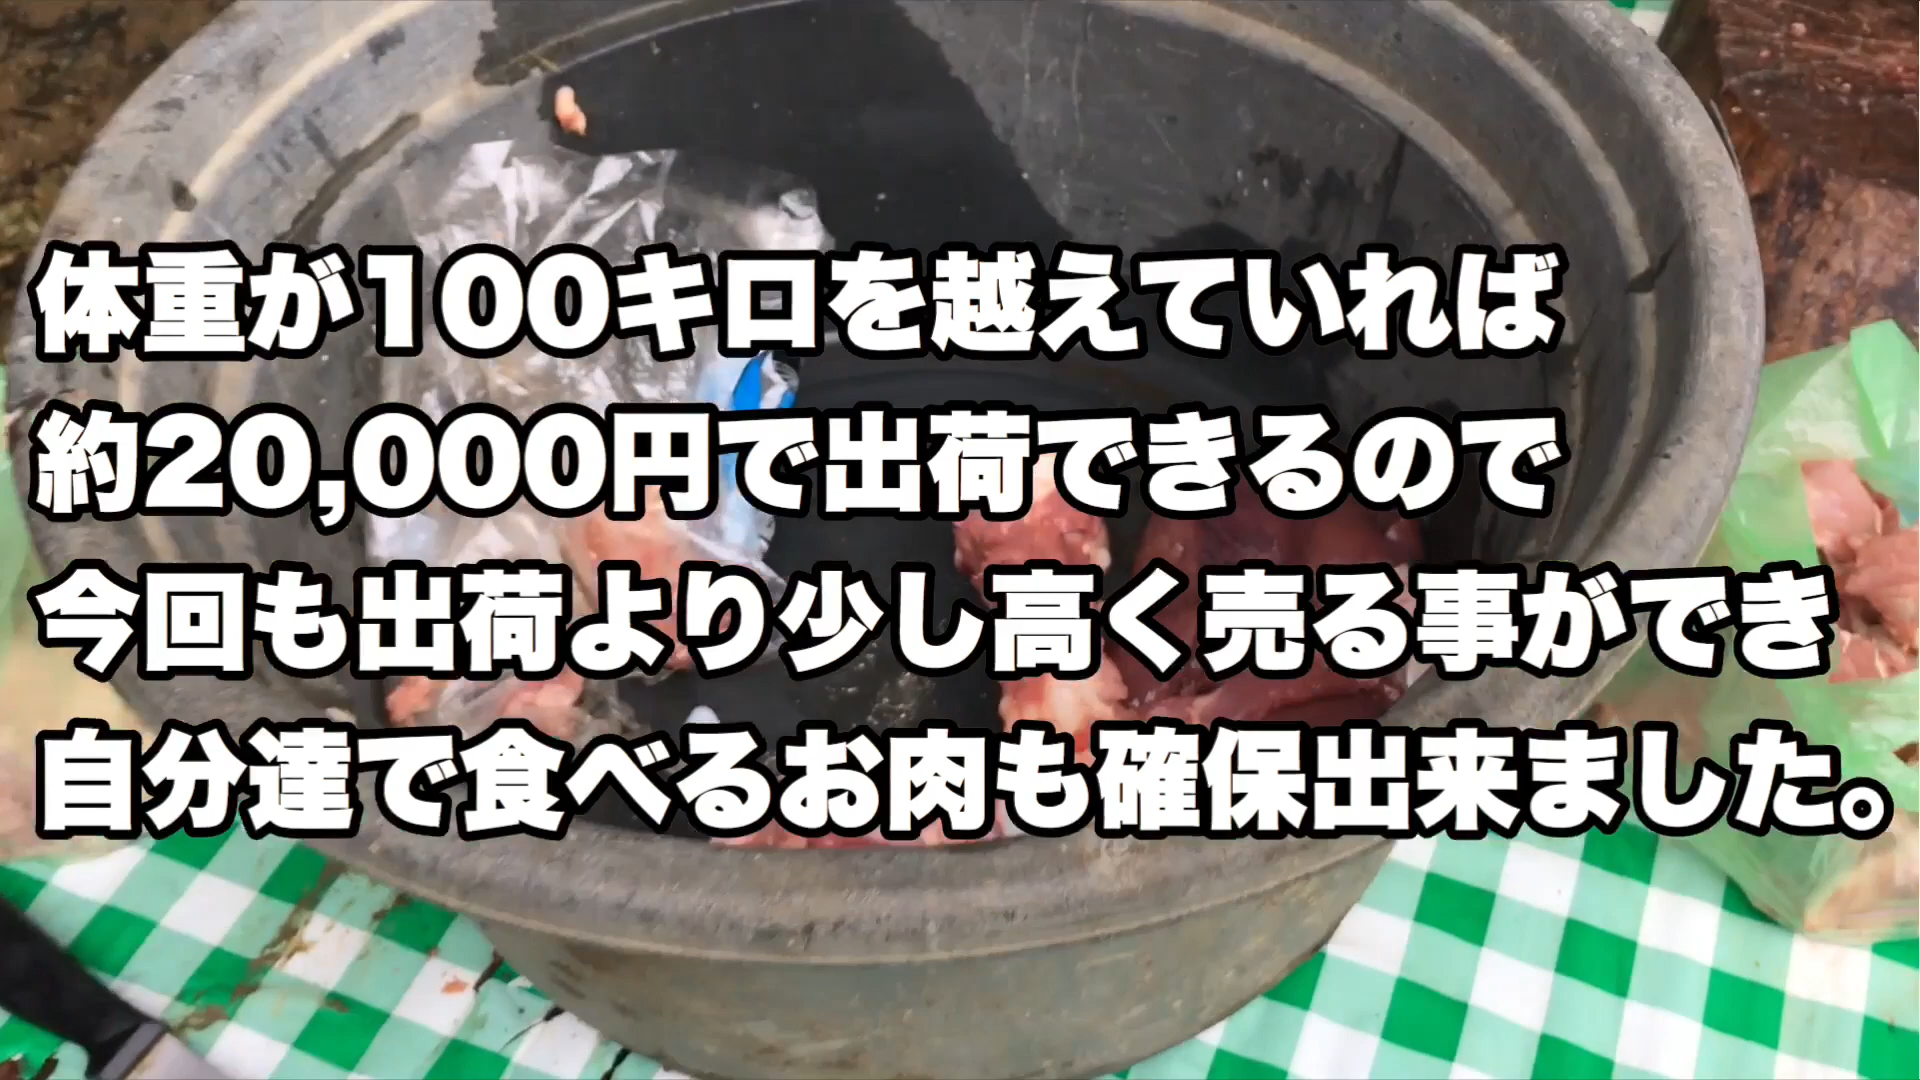 体重が100キロを越えていれば
約20,000円で出荷できるので
今回も出荷より少し高く売る事ができ
自分達で食べるお肉も確保出来ました。